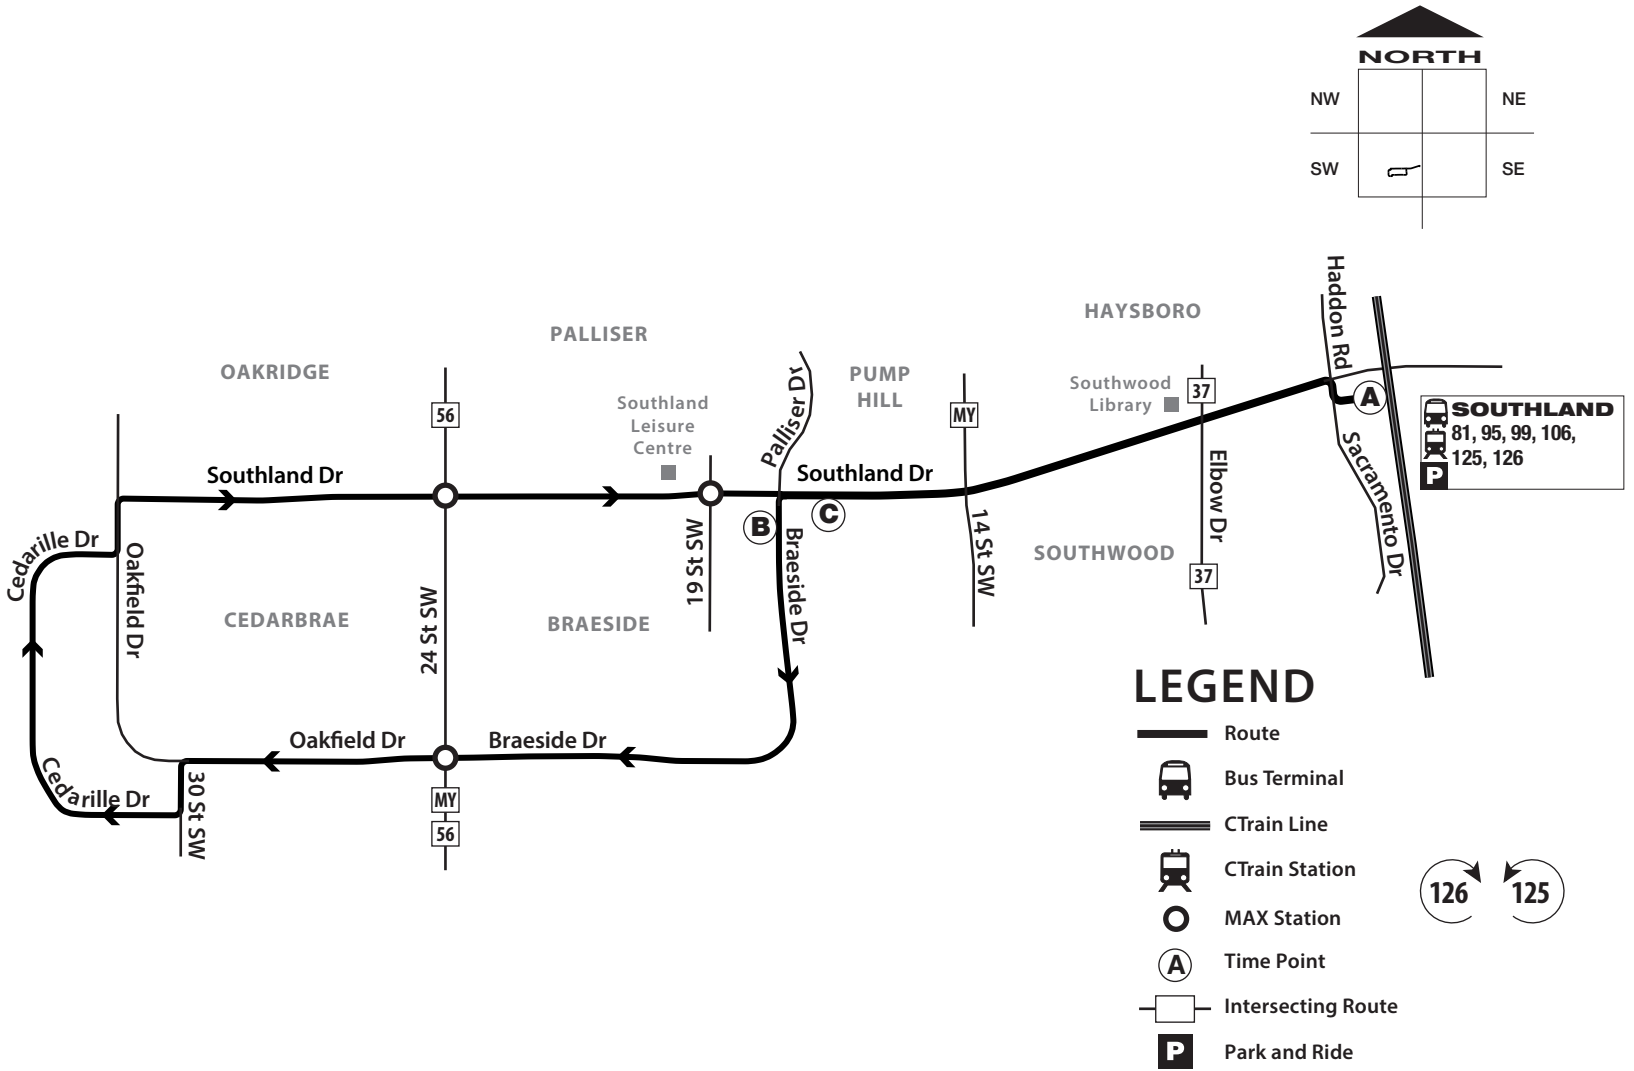 NORTH
NW
NE
SW
SE
Haddon Rd
HAYSBORO
PALLISER
OAKRIDGE
PUMP
HILL
Palliser Dr
Southwood
Library
37
A
SOUTHLAND
81, 95, 99, 106,
125, 126
P
56
Southland
Leisure
Centre
MY
Southland Dr
Southland Dr
Sacramento Dr
Elbow Dr
B
C
14 St SW
19 St SW
Braeside Dr
Cedarille Dr
Oakfield Dr
SOUTHWOOD
37
24 St SW
CEDARBRAE
BRAESIDE
LEGEND
Route
Bus Terminal
CTrain Line
CTrain Station
MAX Station
A
Time Point
Intersecting Route
P
Park and Ride
Oakfield Dr
Braeside Dr
Cedarille Dr
30 St SW
MY
56
126
125